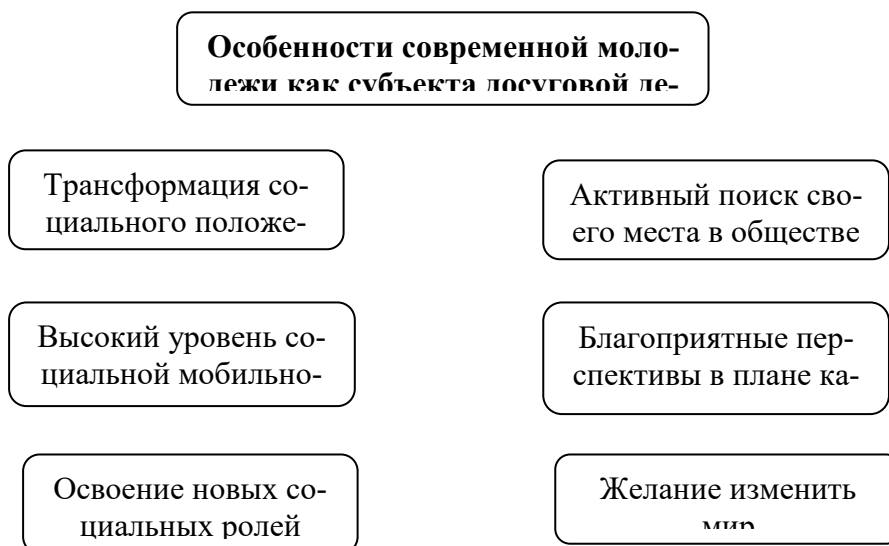 Особенности современной моло-
дежи как субъекта досуговой де-
Трансформация со-
циального положе-
Активный поиск сво-
его места в обществе
Высокий уровень со-
циальной мобильно-
Благоприятные пер-
спективы в плане ка-
Освоение новых со-
циальных ролей
Желание изменить
мир